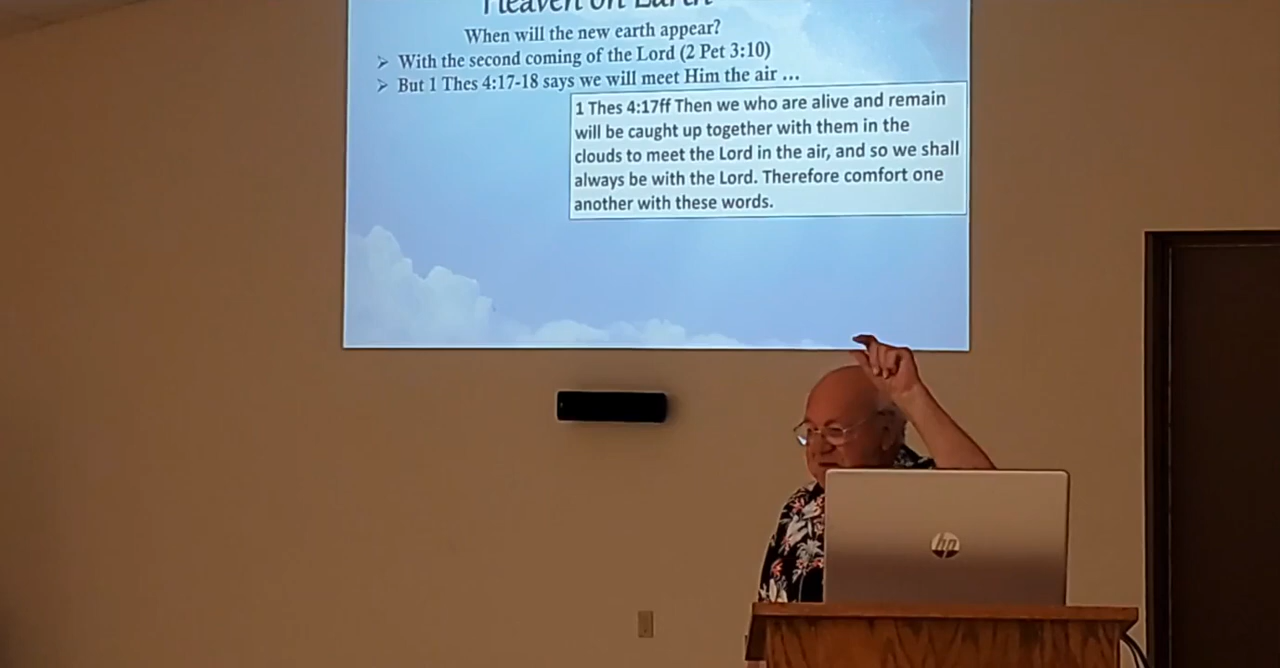 Heaven on Earth
When will the new earth appear?
➢ With the second coming of the Lord (2 Pet 3:10)
➢ But 1 Thes 4:17-18 says we will meet Him the air ...
1 Thes 4:17ff Then we who are alive and remain
will be caught up together with them in the
clouds to meet the Lord in the air, and so we shall
always be with the Lord. Therefore comfort one
another with these words.
hp